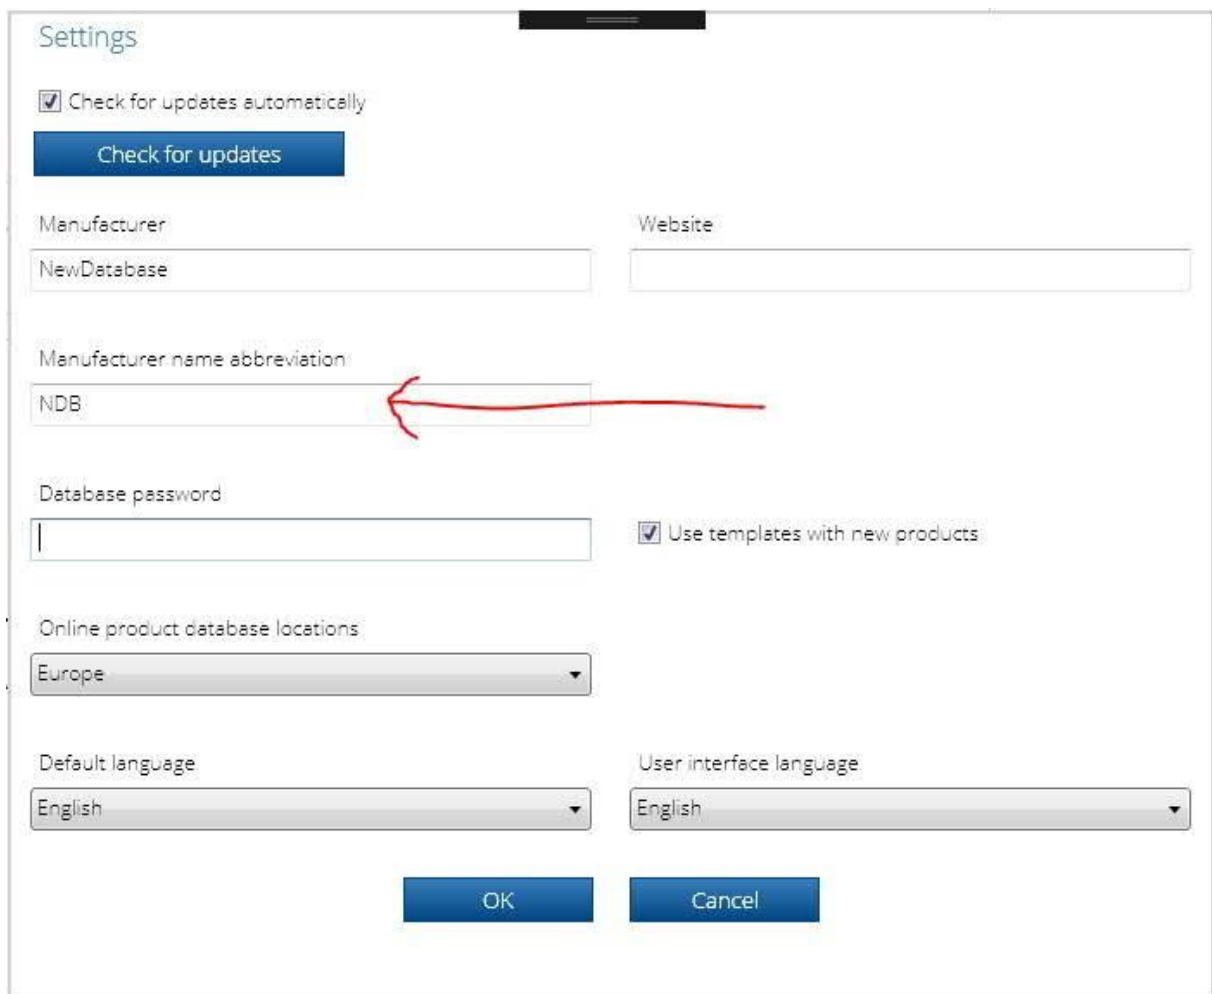 Settings
Check for updates automatically
Check for updates
Manufacturer
Website
NewDatabase
Manufacturer name abbreviation
NDB
Database password
Use templates with new products
Online product database locations
Europe
Default language
User interface language
English
English
OK
Cancel